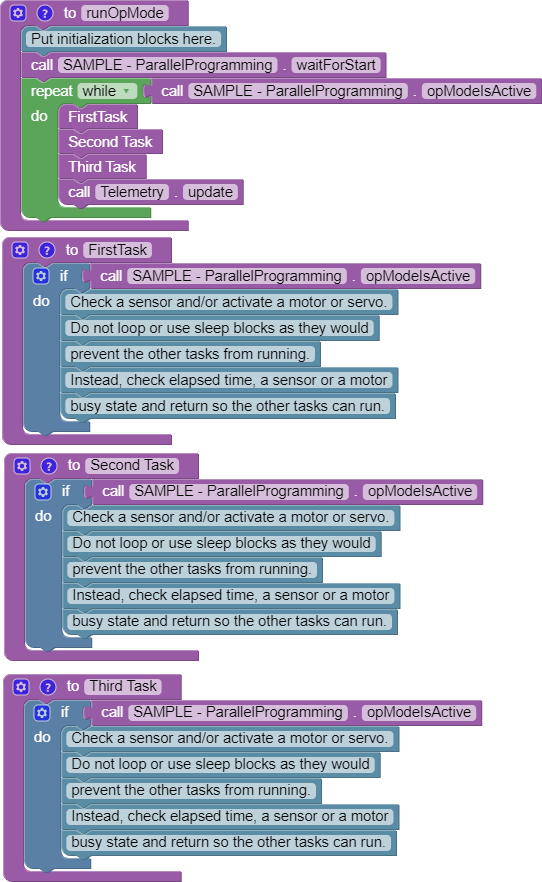 ? to runOpMode
Put initialization blocks here.
call SAMPLE - ParallelProgramming . waitForStart
repeat while call SAMPLE - ParallelProgramming . opModeIsActive
do FirstTask
Second Task
Third Task
call Telemetry . update
? to FirstTask
if call SAMPLE - ParallelProgramming . opModeIsActive
do Check a sensor and/or activate a motor or servo.
Do not loop or use sleep blocks as they would
prevent the other tasks from running.
Instead, check elapsed time, a sensor or a motor
busy state and return so the other tasks can run.
? to Second Task
if call SAMPLE - ParallelProgramming . opModeIsActive
do Check a sensor and/or activate a motor or servo.
Do not loop or use sleep blocks as they would
prevent the other tasks from running.
Instead, check elapsed time, a sensor or a motor
busy state and return so the other tasks can run.
? to Third Task
if call SAMPLE - ParallelProgramming . opModeIsActive
do Check a sensor and/or activate a motor or servo.
Do not loop or use sleep blocks as they would
prevent the other tasks from running.
Instead, check elapsed time, a sensor or a motor
busy state and return so the other tasks can run.